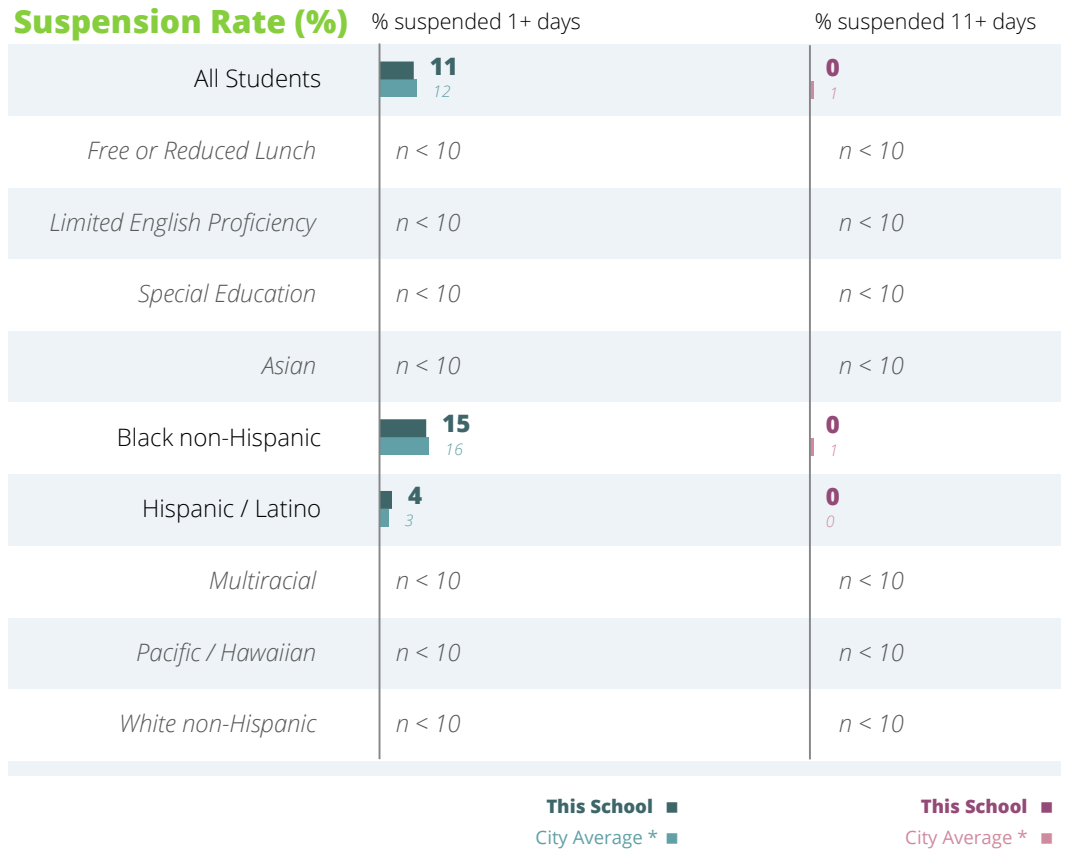 Suspension Rate (%) % suspended 1+ days % suspended 11+ days
All Students 11 0
12 1
Free or Reduced Lunch n < 10 n < 10
Limited English Proficiency n < 10 n < 10
Special Education n < 10 n < 10
Asian n < 10 n < 10
Black non-Hispanic 15 0
16 1
Hispanic / Latino 4 0
3 0
Multiracial n < 10 n < 10
Pacific / Hawaiian n < 10 n < 10
White non-Hispanic n < 10 n < 10
This School This School
City Average * City Average *